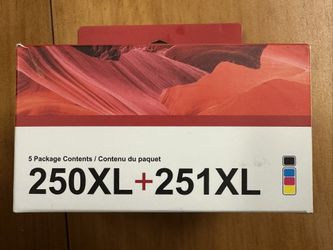 5 Package Contents / Contenu du paquet
250XL+251XL